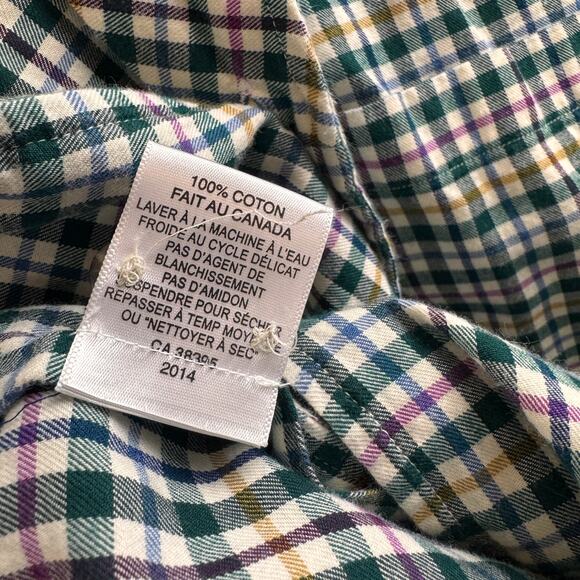 100% COTON
FAIT AU CANADA
LAVER À LA MACHINE À L'EAU
FROIDE AU CYCLE DÉLICAT
PAS D'AGENT DE
BLANCHISSEMENT
PAS D'AMIDON
SUSPENDRE POUR SÉCHER
REPASSER À TEMP MOYEN
OU "NETTOYER À SEC"
CA 38395
2014